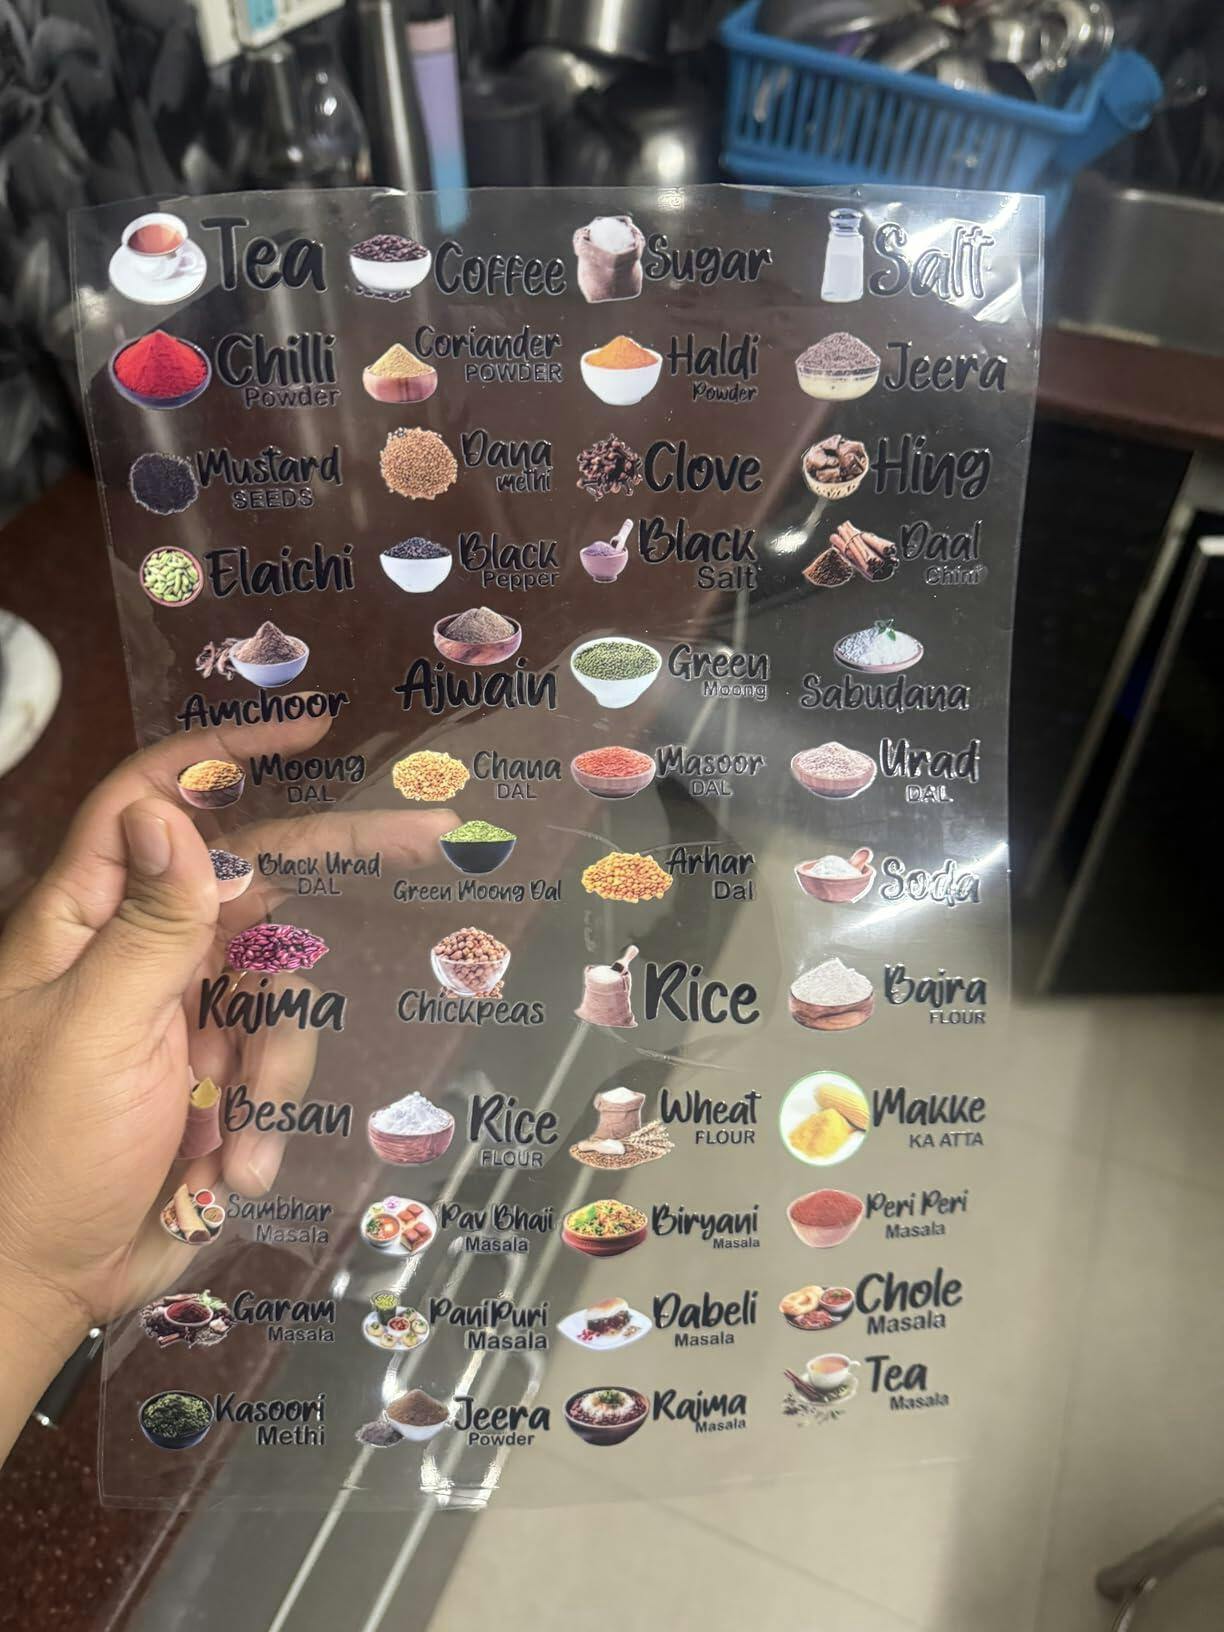 Tea
Coffee
Sugar
Salt
Chilli
Powder
Coriander
POWDER
Haldi
Powder
Jeera
Mustard
SEEDS
Dana
methi
Clove
Hing
Elaichi
Black
Pepper
Black
Salt
Daal
Chini
Amchoor
Ajwain
Green
Moong
Sabudana
Moong
DAL
Chana
DAL
Masoor
DAL
Urad
DAL
Black Urad
DAL
Green Moong Dal
Arhar
Dal
Soda
Rajma
Chickpeas
Rice
Bajra
FLOUR
Besan
Rice
FLOUR
Wheat
FLOUR
Makke
KA ATTA
Sambhar
Masala
Pav Bhaji
Masala
Biryani
Masala
Peri Peri
Masala
Garam
Masala
PaniPuri
Masala
Dabeli
Masala
Chole
Masala
Kasoori
Methi
Jeera
Powder
Rajma
Masala
Tea
Masala